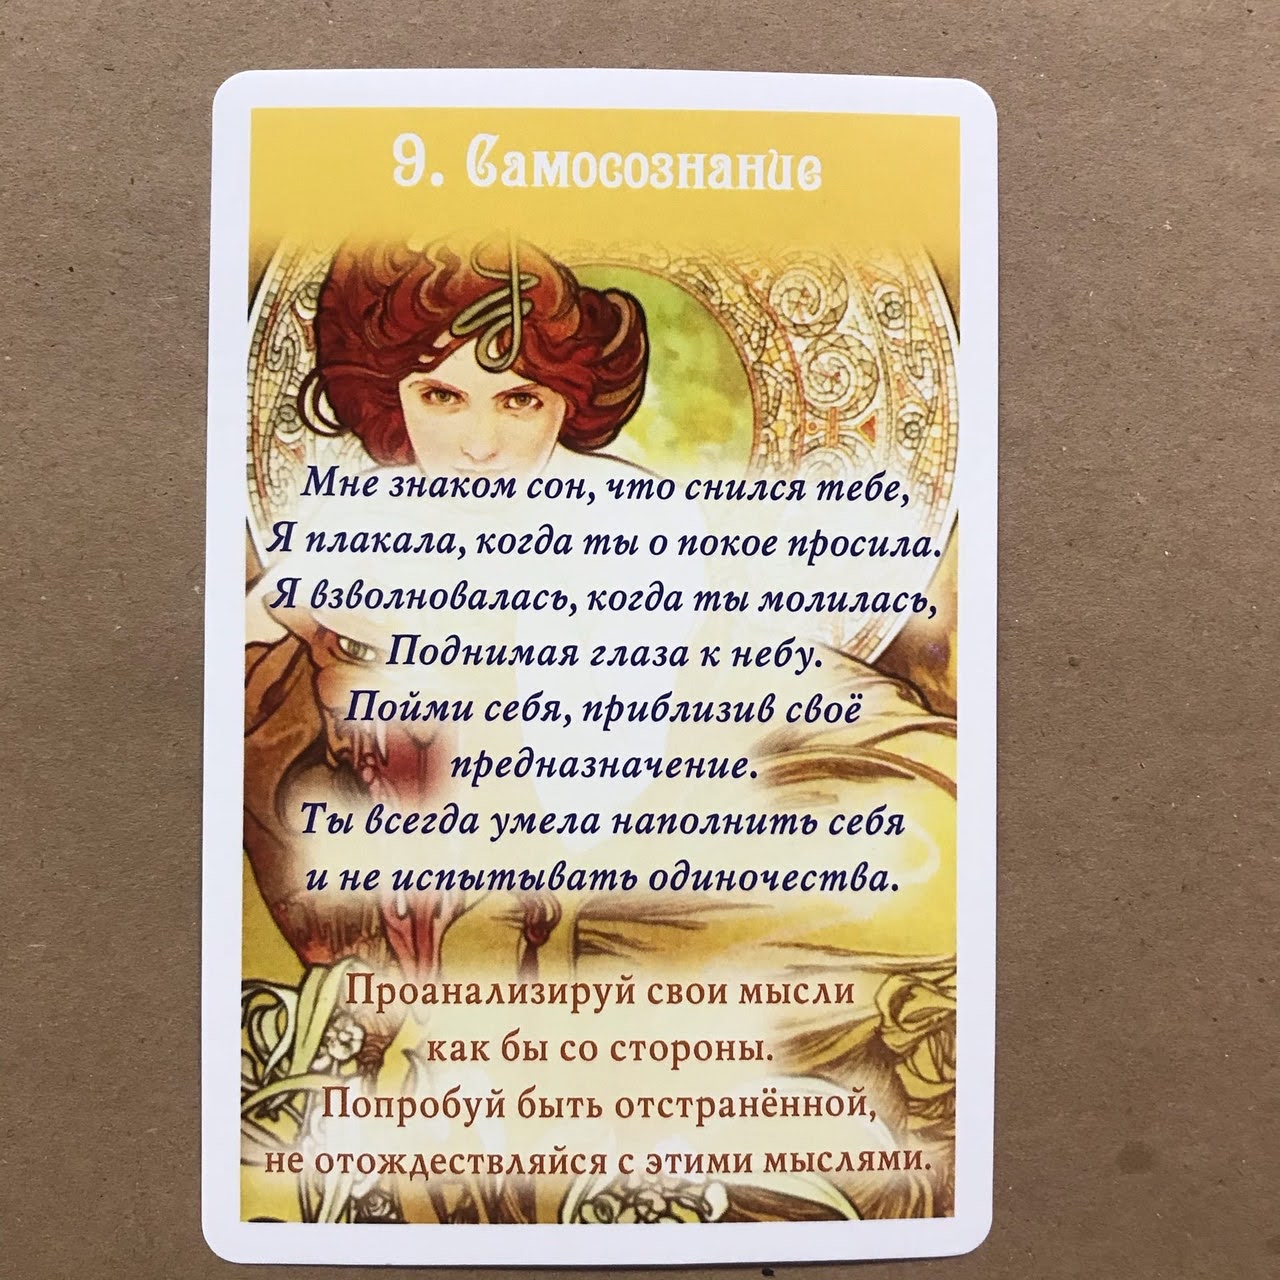 9. Самосознание
Мне знаком сон, что снился тебе,
Я плакала, когда ты о покое просила.
Я взволновалась, когда ты молилась,
Поднимая глаза к небу.
Пойми себя, приблизив своё
предназначение.
Ты всегда умела наполнить себя
и не испытывать одиночества.
Проанализируй свои мысли
как бы со стороны.
Попробуй быть отстранённой,
не отождествляйся с этими мыслями.